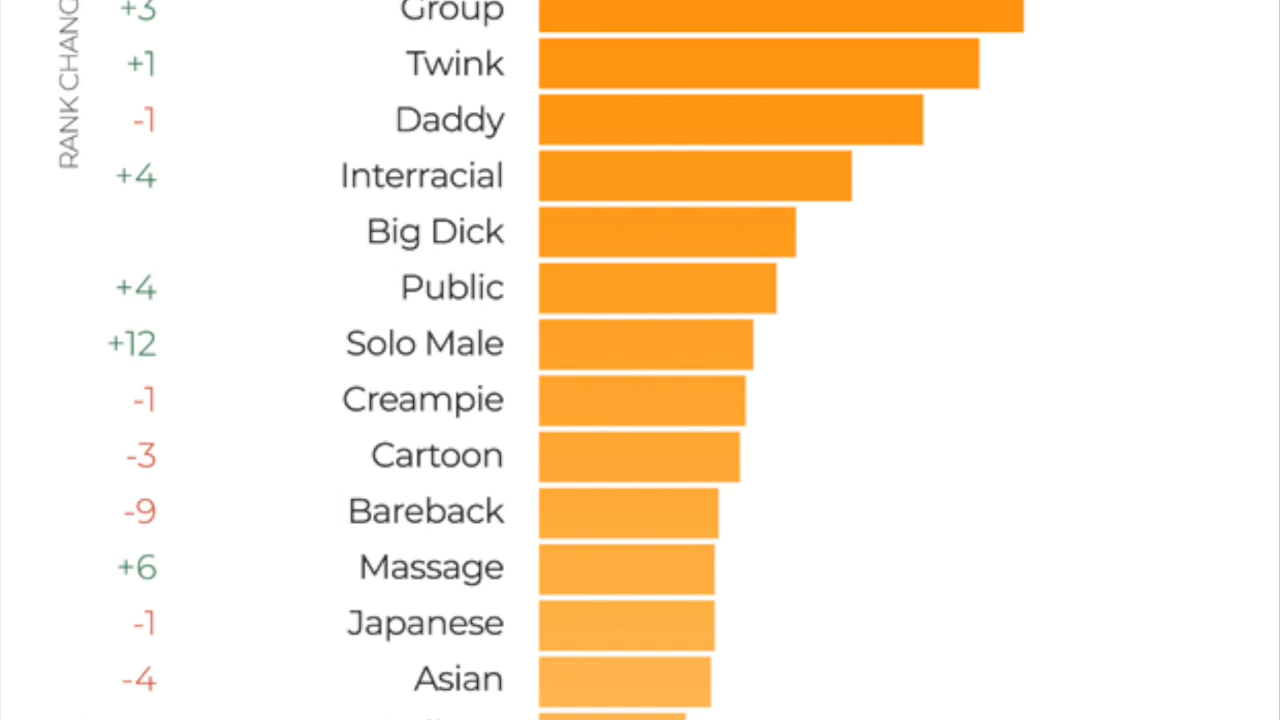 RANK CHANG
+3 Group
+1 Twink
-1 Daddy
+4 Interracial
Big Dick
+4 Public
+12 Solo Male
-1 Creampie
-3 Cartoon
-9 Bareback
+6 Massage
-1 Japanese
-4 Asian